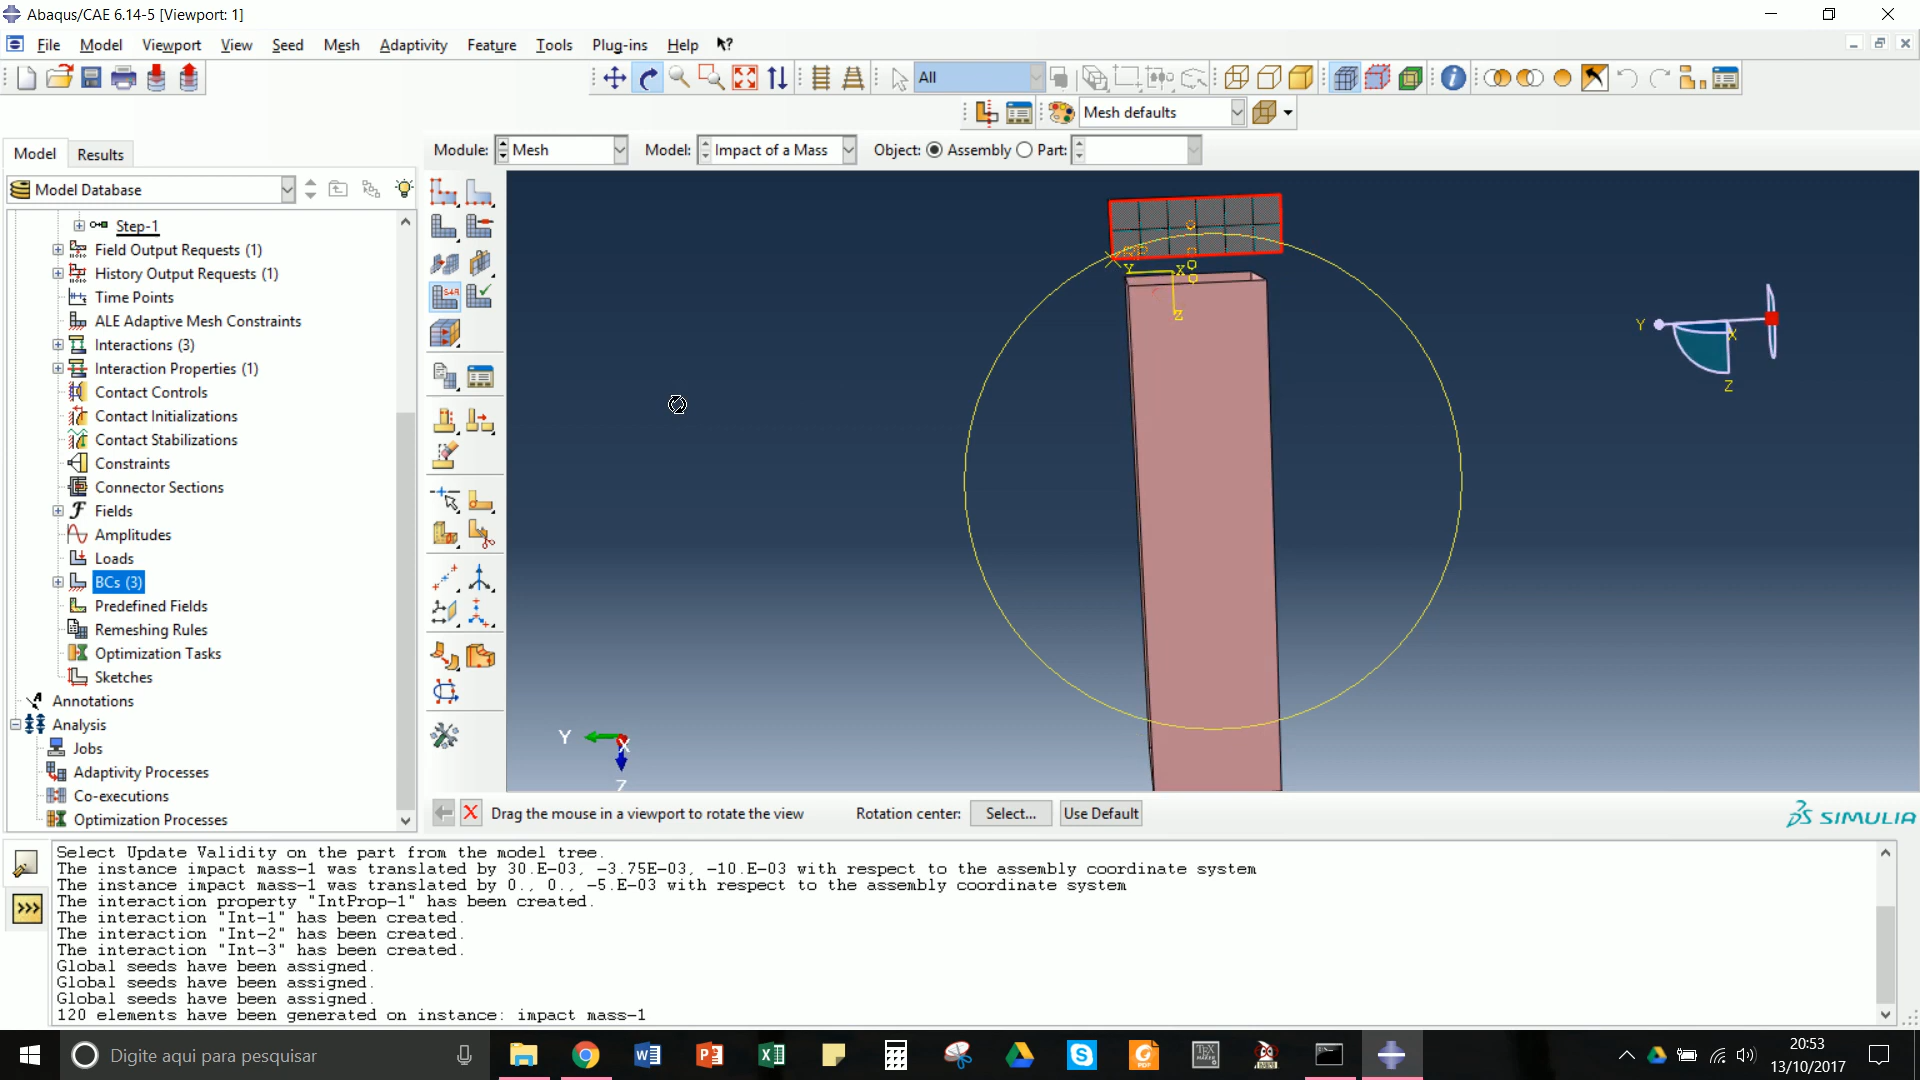 Abaqus/CAE 6.14-5 [Viewport: 1]
File Model Viewport View Seed Mesh Adaptivity Feature Tools Plug-ins Help
All
Mesh defaults
Model Results
Module: Mesh Model: Impact of a Mass Object: Assembly Part:
Model Database
Step-1
Field Output Requests (1)
History Output Requests (1)
Time Points
ALE Adaptive Mesh Constraints
Interactions (3)
Interaction Properties (1)
Contact Controls
Contact Initializations
Contact Stabilizations
Constraints
Connector Sections
Fields
Amplitudes
Loads
BCs (3)
Predefined Fields
Remeshing Rules
Optimization Tasks
Sketches
Annotations
Analysis
Jobs
Adaptivity Processes
Co-executions
Optimization Processes
RP
Y X
Z
Y X
Z
Y X
Z
Drag the mouse in a viewport to rotate the view Rotation center: Select... Use Default
SIMULIA
Select Update Validity on the part from the model tree.
The instance impact mass-1 was translated by 30.E-03, -3.75E-03, -10.E-03 with respect to the assembly coordinate system
The instance impact mass-1 was translated by 0., 0., -5.E-03 with respect to the assembly coordinate system
The interaction property "IntProp-1" has been created.
The interaction "Int-1" has been created.
The interaction "Int-2" has been created.
The interaction "Int-3" has been created.
Global seeds have been assigned.
Global seeds have been assigned.
Global seeds have been assigned.
120 elements have been generated on instance: impact mass-1
Digite aqui para pesquisar
20:53
13/10/2017